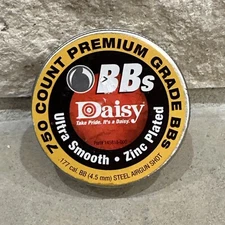 750 COUNT PREMIUM GRADE BBS
BBs
Daisy
Take Pride. It's a Daisy.
Ultra Smooth • Zinc Plated
.177 cal. BB (4.5 mm) STEEL AIRGUN SHOT